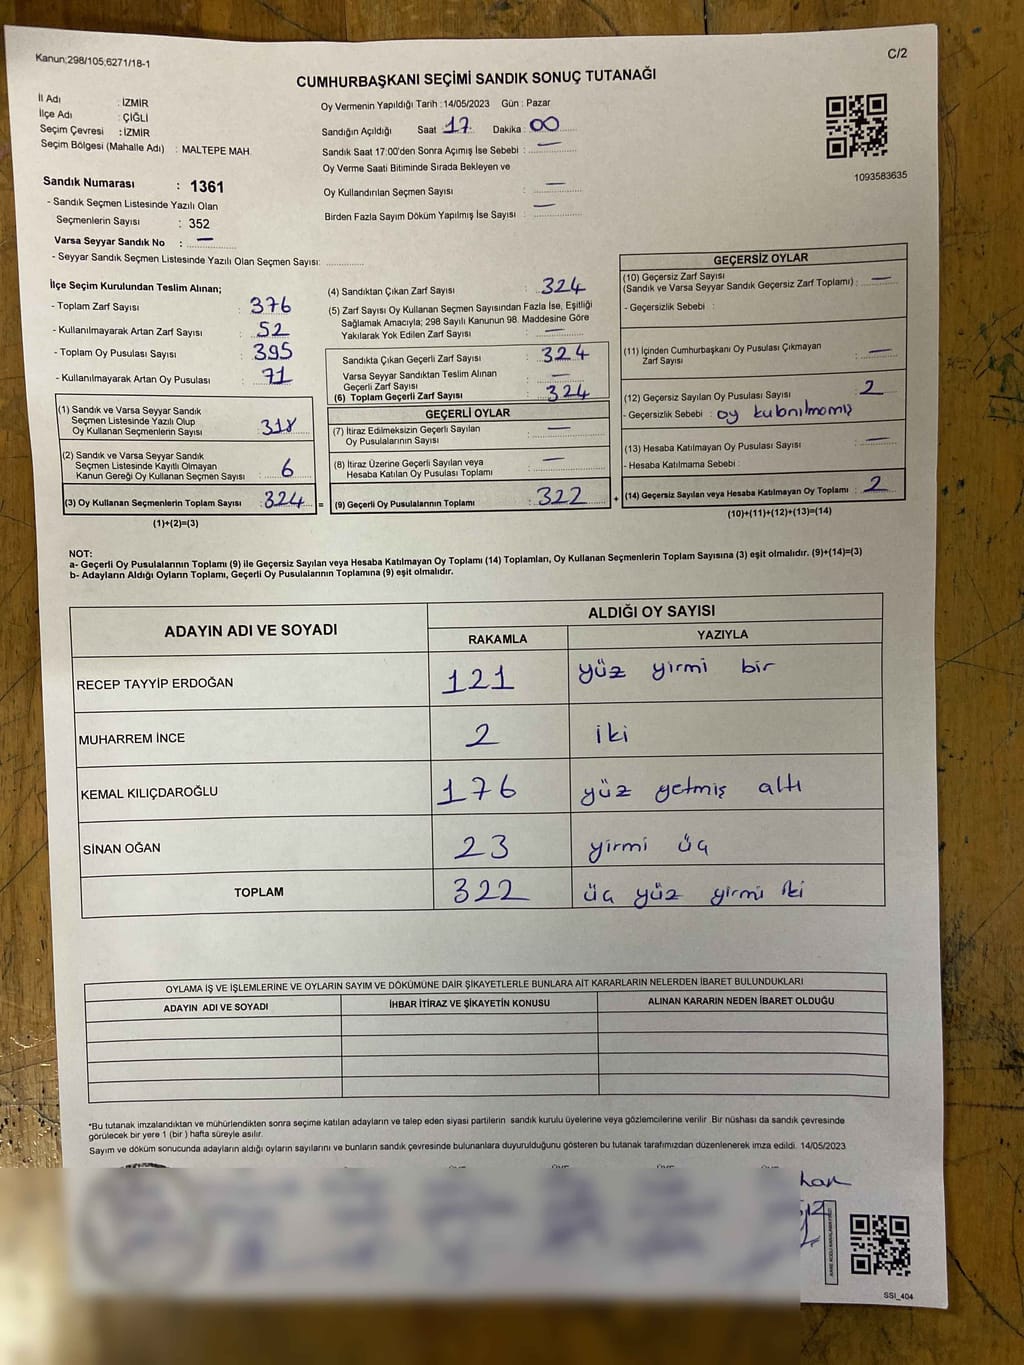 Kanun;298/105,6271/18-1
C/2
CUMHURBAŞKANI SEÇİMİ SANDIK SONUÇ TUTANAĞI
İl Adı : İZMİR
İlçe Adı : ÇİĞLİ
Seçim Çevresi : İZMİR
Seçim Bölgesi (Mahalle Adı) : MALTEPE MAH.
Sandık Numarası : 1361
- Sandık Seçmen Listesinde Yazılı Olan
Seçmenlerin Sayısı : 352
Varsa Seyyar Sandık No : —
- Seyyar Sandık Seçmen Listesinde Yazılı Olan Seçmen Sayısı:
Oy Vermenin Yapıldığı Tarih :14/05/2023 Gün : Pazar
Sandığın Açıldığı Saat 17 Dakika : 00
Sandık Saat 17:00'den Sonra Açımış İse Sebebi : —
Oy Verme Saati Bitiminde Sırada Bekleyen ve
Oy Kullandırılan Seçmen Sayısı : —
Birden Fazla Sayım Döküm Yapılmış İse Sayısı : —
1093583635
İlçe Seçim Kurulundan Teslim Alınan;
- Toplam Zarf Sayısı : 376
- Kullanılmayarak Artan Zarf Sayısı : 52
- Toplam Oy Pusulası Sayısı : 395
- Kullanılmayarak Artan Oy Pusulası : 71
(1) Sandık ve Varsa Seyyar Sandık
Seçmen Listesinde Yazılı Olup
Oy Kullanan Seçmenlerin Sayısı : 318
(2) Sandık ve Varsa Seyyar Sandık
Seçmen Listesinde Kayıtlı Olmayan
Kanun Gereği Oy Kullanan Seçmen Sayısı : 6
(3) Oy Kullanan Seçmenlerin Toplam Sayısı : 324 =
(1)+(2)=(3)
(4) Sandıktan Çıkan Zarf Sayısı : 324
(5) Zarf Sayısı Oy Kullanan Seçmen Sayısından Fazla İse, Eşitliği
Sağlamak Amacıyla; 298 Sayılı Kanunun 98. Maddesine Göre
Yakılarak Yok Edilen Zarf Sayısı : —
Sandıkta Çıkan Geçerli Zarf Sayısı : 324
Varsa Seyyar Sandıktan Teslim Alınan
Geçerli Zarf Sayısı : —
(6) Toplam Geçerli Zarf Sayısı : 324
GEÇERLİ OYLAR
(7) İtiraz Edilmeksizin Geçerli Sayılan
Oy Pusulalarının Sayısı : —
(8) İtiraz Üzerine Geçerli Sayılan veya
Hesaba Katılan Oy Pusulası Toplamı : —
(9) Geçerli Oy Pusulalarının Toplamı : 322 +
GEÇERSİZ OYLAR
(10) Geçersiz Zarf Sayısı
(Sandık ve Varsa Seyyar Sandık Geçersiz Zarf Toplamı) : —
- Geçersizlik Sebebi :
(11) İçinden Cumhurbaşkanı Oy Pusulası Çıkmayan
Zarf Sayısı : —
(12) Geçersiz Sayılan Oy Pusulası Sayısı : 2
- Geçersizlik Sebebi : oy kullanılmamış
(13) Hesaba Katılmayan Oy Pusulası Sayısı : —
- Hesaba Katılmama Sebebi :
(14) Geçersiz Sayılan veya Hesaba Katılmayan Oy Toplamı : 2
(10)+(11)+(12)+(13)=(14)
NOT:
a- Geçerli Oy Pusulalarının Toplamı (9) ile Geçersiz Sayılan veya Hesaba Katılmayan Oy Toplamı (14) Toplamları, Oy Kullanan Seçmenlerin Toplam Sayısına (3) eşit olmalıdır. (9)+(14)=(3)
b- Adayların Aldığı Oyların Toplamı, Geçerli Oy Pusulalarının Toplamına (9) eşit olmalıdır.
ADAYIN ADI VE SOYADI
ALDIĞI OY SAYISI
RAKAMLA YAZIYLA
RECEP TAYYİP ERDOĞAN 121 yüz yirmi bir
MUHARREM İNCE 2 iki
KEMAL KILIÇDAROĞLU 176 yüz yetmiş altı
SİNAN OĞAN 23 yirmi üç
TOPLAM 322 üç yüz yirmi iki
OYLAMA İŞ VE İŞLEMLERİNE VE OYLARIN SAYIM VE DÖKÜMÜNE DAİR ŞİKAYETLERLE BUNLARA AİT KARARLARIN NELERDEN İBARET BULUNDUKLARI
ADAYIN ADI VE SOYADI İHBAR İTİRAZ VE ŞİKAYETİN KONUSU ALINAN KARARIN NEDEN İBARET OLDUĞU
*Bu tutanak imzalandıktan ve mühürlendikten sonra seçime katılan adayların ve talep eden siyasi partilerin sandık kurulu üyelerine veya gözlemcilerine verilir. Bir nüshası da sandık çevresinde
görülecek bir yere 1 (bir ) hafta süreyle asılır.
Sayım ve döküm sonucunda adayların aldığı oyların sayılarını ve bunların sandık çevresinde bulunanlara duyurulduğunu gösteren bu tutanak tarafımızdan düzenlenerek imza edildi. 14/05/2023
SSI_404